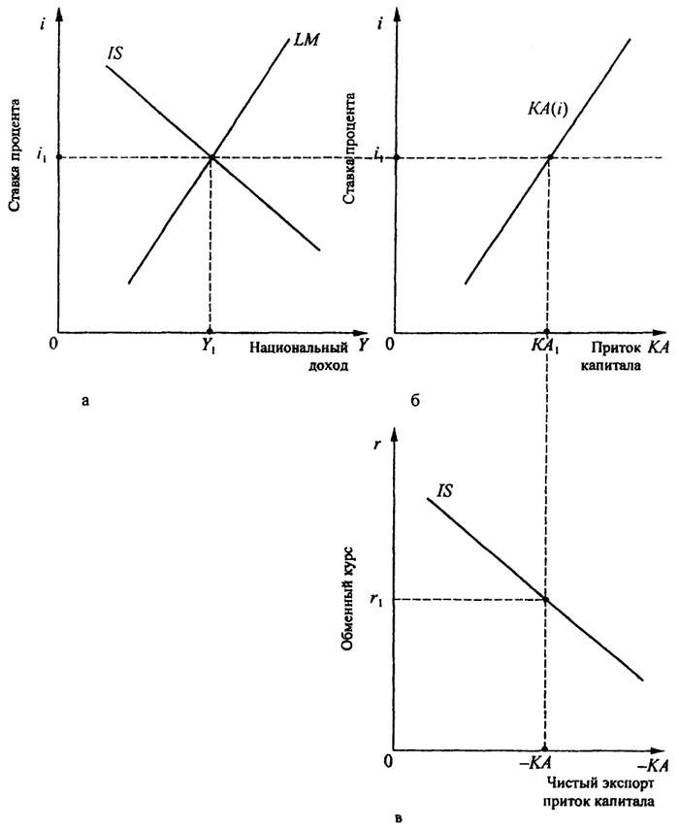 i
IS
LM
Ставка процента
i₁
0
Y₁
Национальный
доход
Y
а
i
KA(i)
Ставка процента
i₁
0
KA₁
Приток
капитала
KA
б
r
IS
Обменный курс
r₁
0
–KA
–KA
Чистый экспорт
приток капитала
в